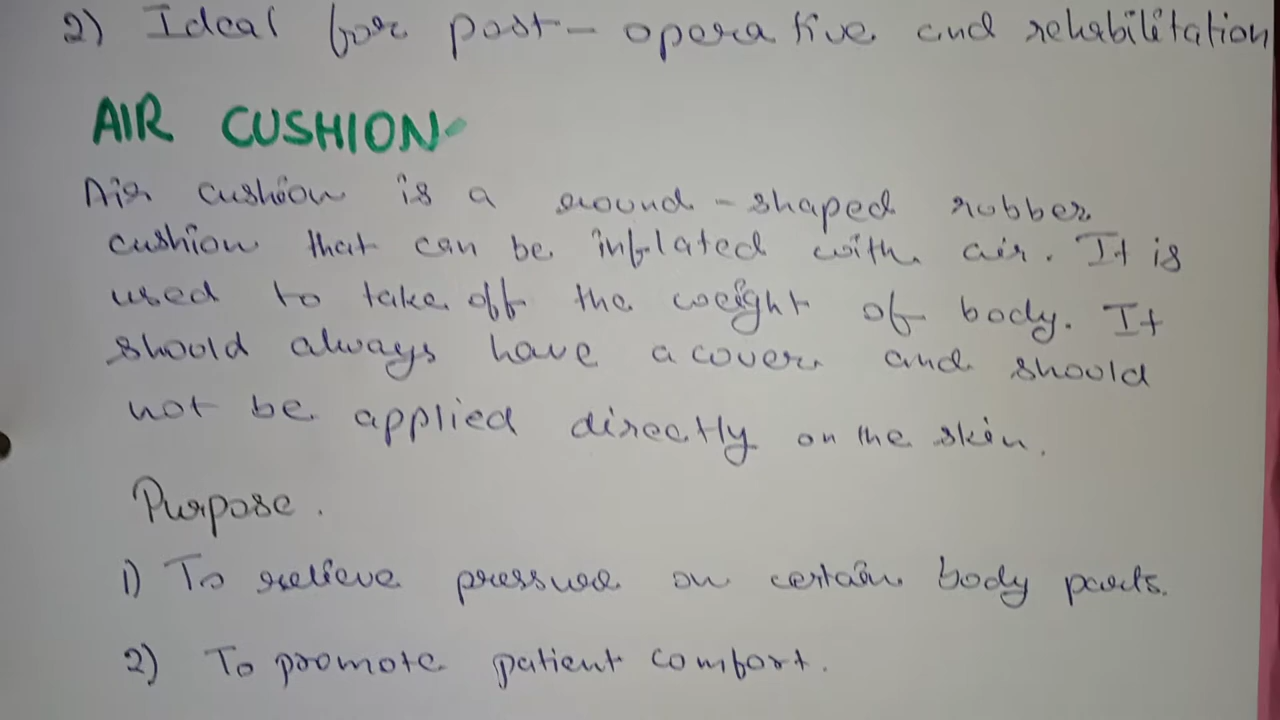 2) Ideal for post-operative and rehabilitation
AIR CUSHION
Air cushion is a round-shaped rubber
cushion that can be inflated with air. It is
used to take off the weight of body. It
should always have a cover and should
not be applied directly on the skin.
Purpose.
1) To relieve pressure on certain body parts.
2) To promote patient comfort.